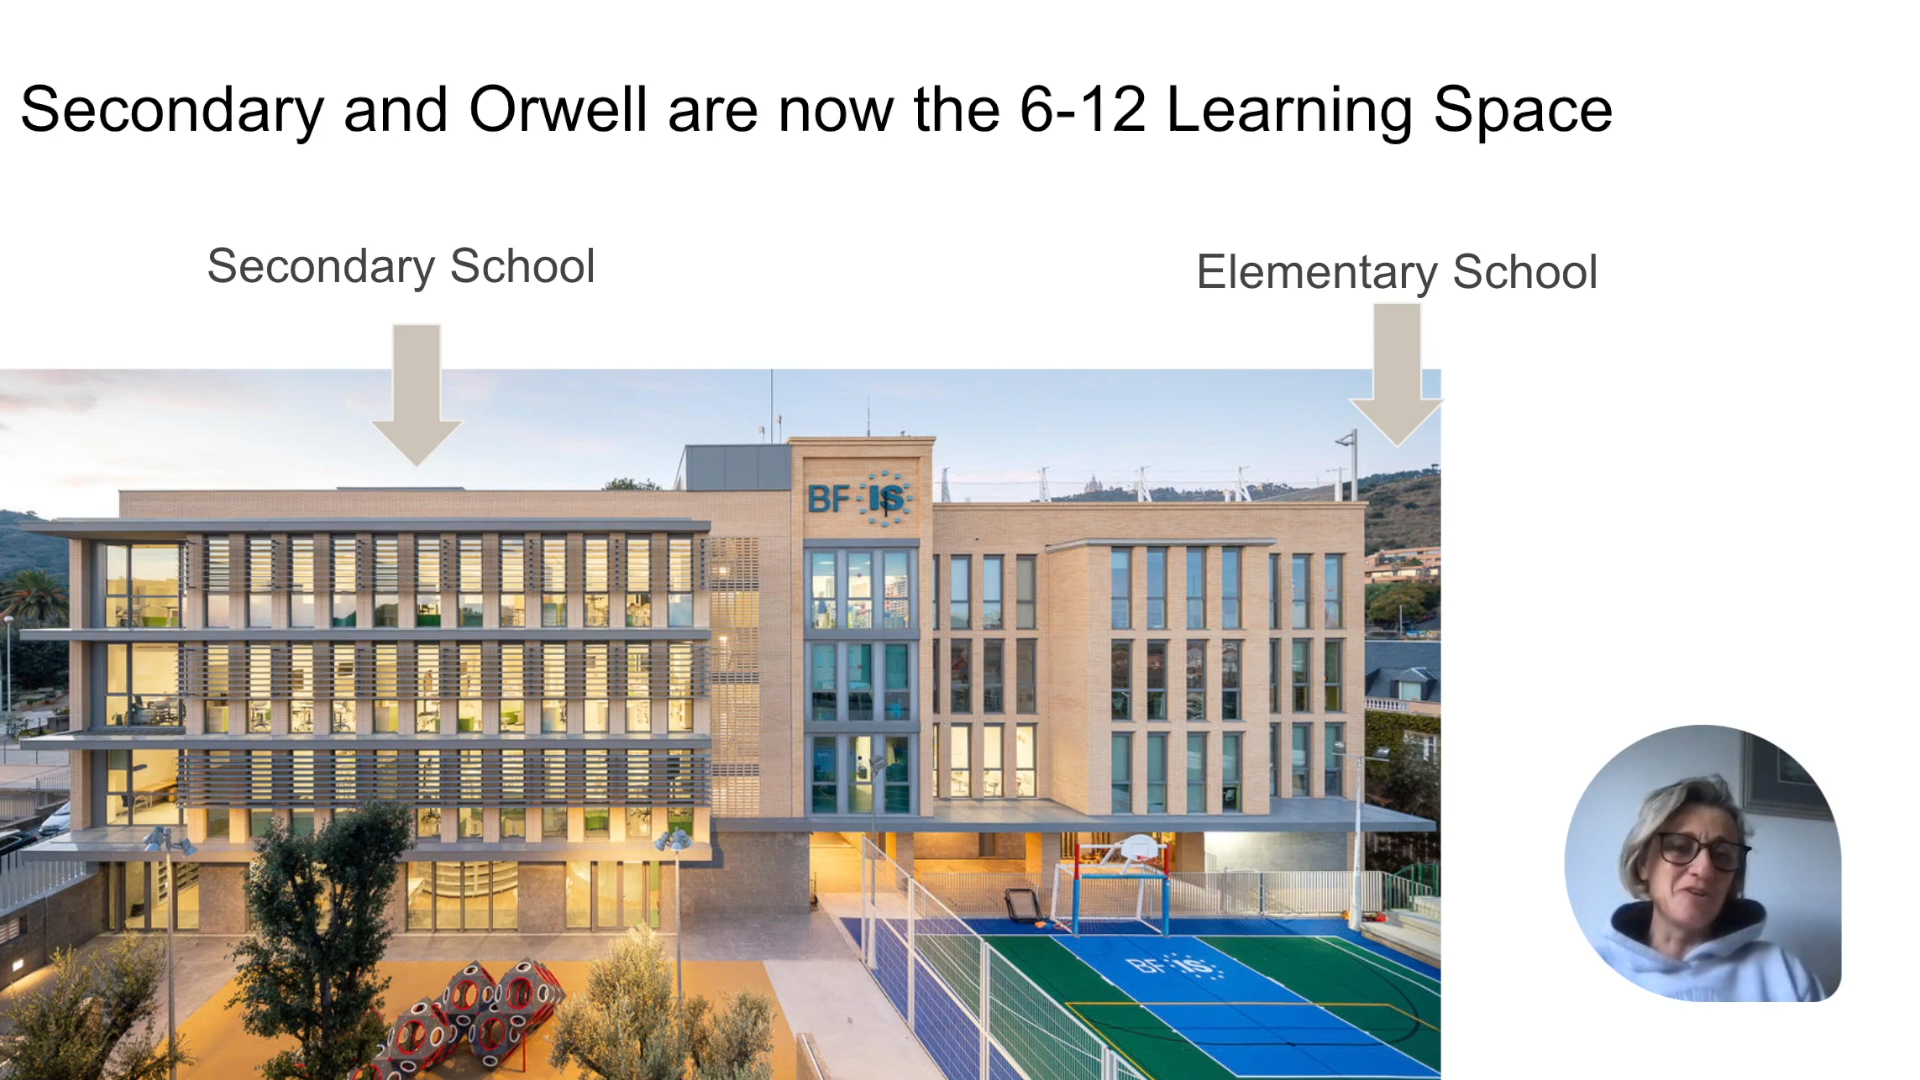 Secondary and Orwell are now the 6-12 Learning Space
Secondary School
Elementary School
BF IS
BF IS